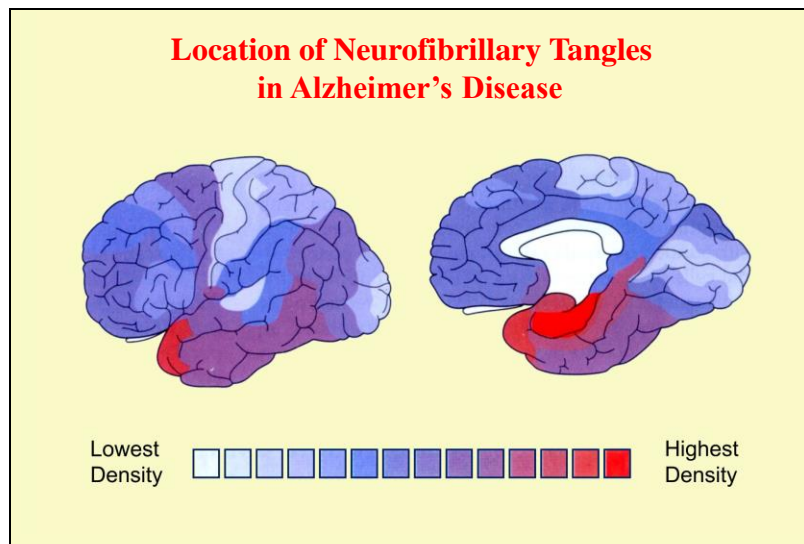 Location of Neurofibrillary Tangles
in Alzheimer’s Disease
Lowest
Density
Highest
Density